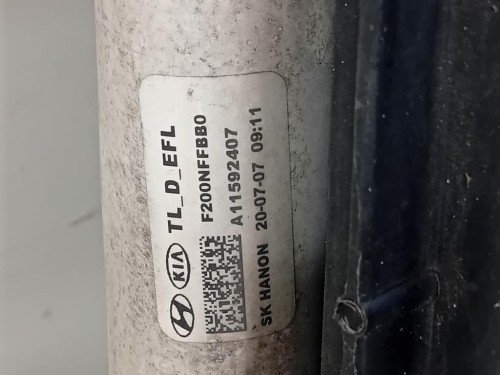 KIA TL_D_EFL
F200NFFBB0
A11592407
SK HANON 20-07-07 09:11